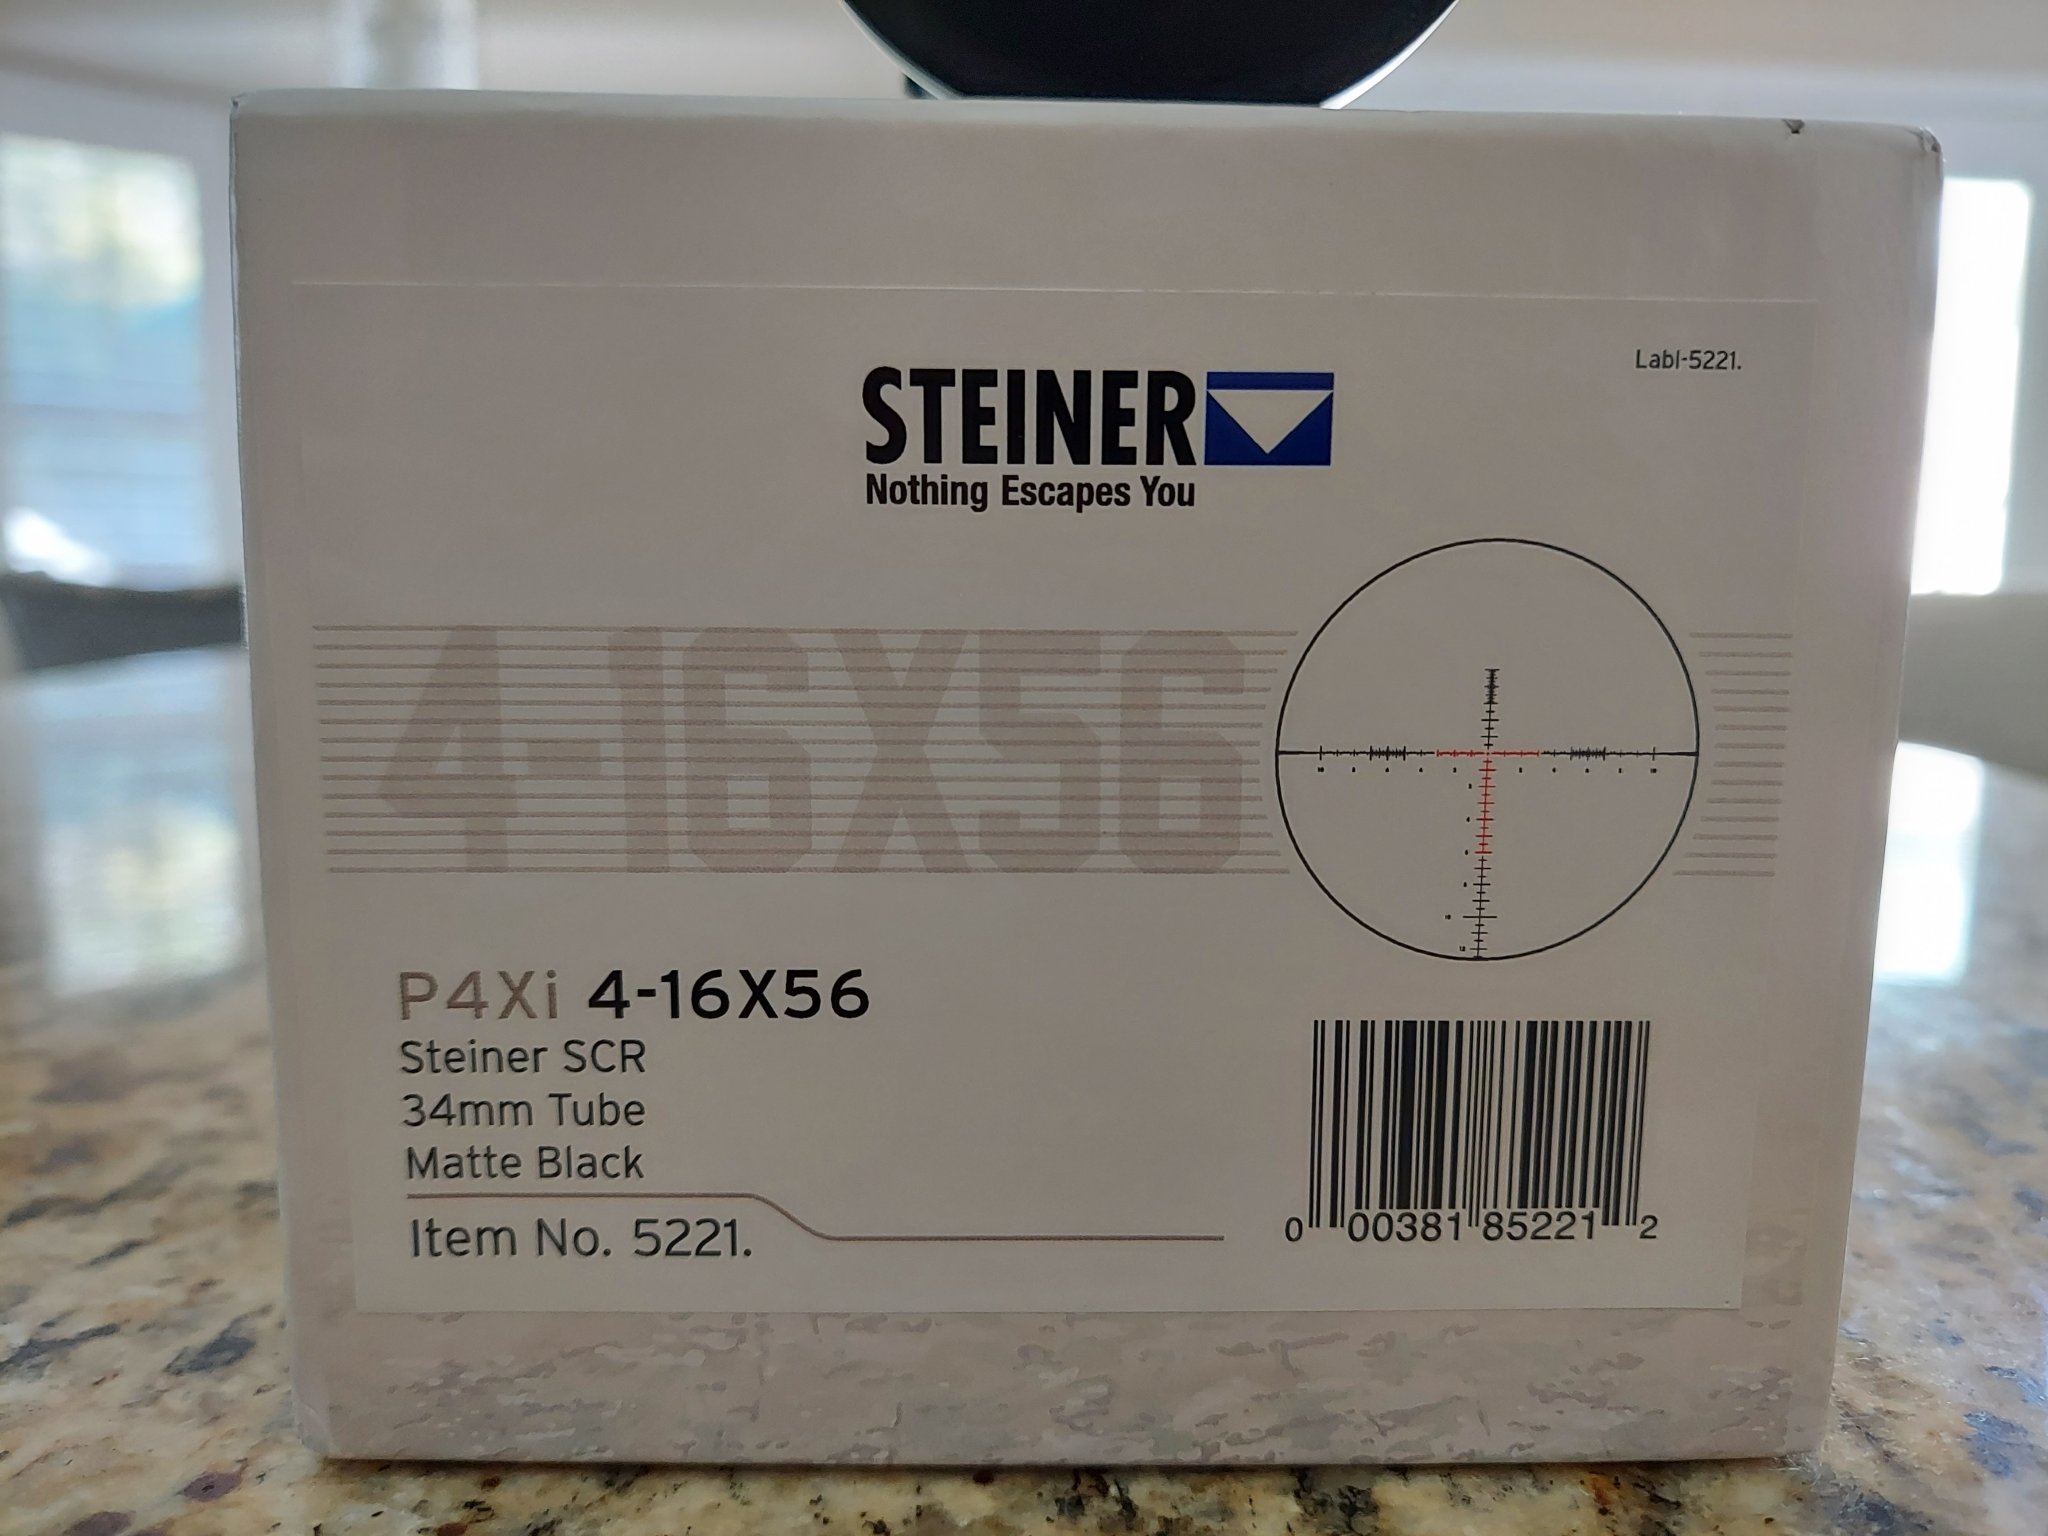 Labl-5221.
STEINER
Nothing Escapes You
4-16X56
P4Xi 4-16X56
Steiner SCR
34mm Tube
Matte Black
Item No. 5221.
0 00381 85221 2